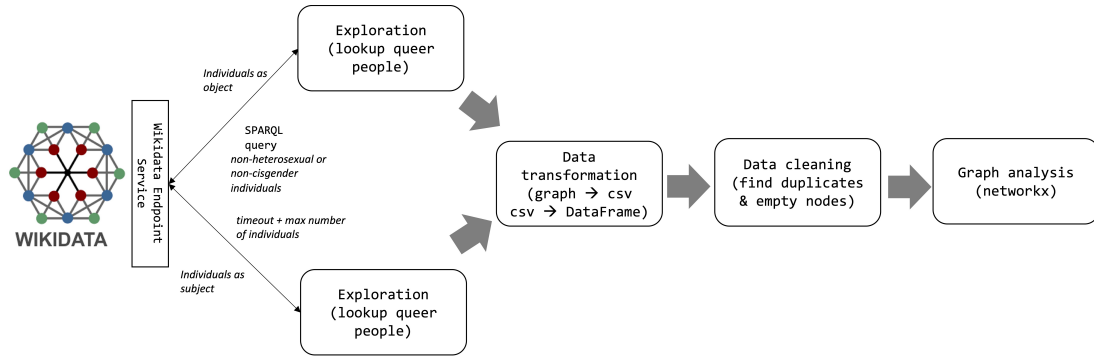 WIKIDATA
Wikidata Endpoint
Service
Individuals as
object
SPARQL
query
non-heterosexual or
non-cisgender
individuals
timeout + max number
of individuals
Individuals as
subject
Exploration
(lookup queer
people)
Exploration
(lookup queer
people)
Data
transformation
(graph → csv
csv → DataFrame)
Data cleaning
(find duplicates
& empty nodes)
Graph analysis
(networkx)